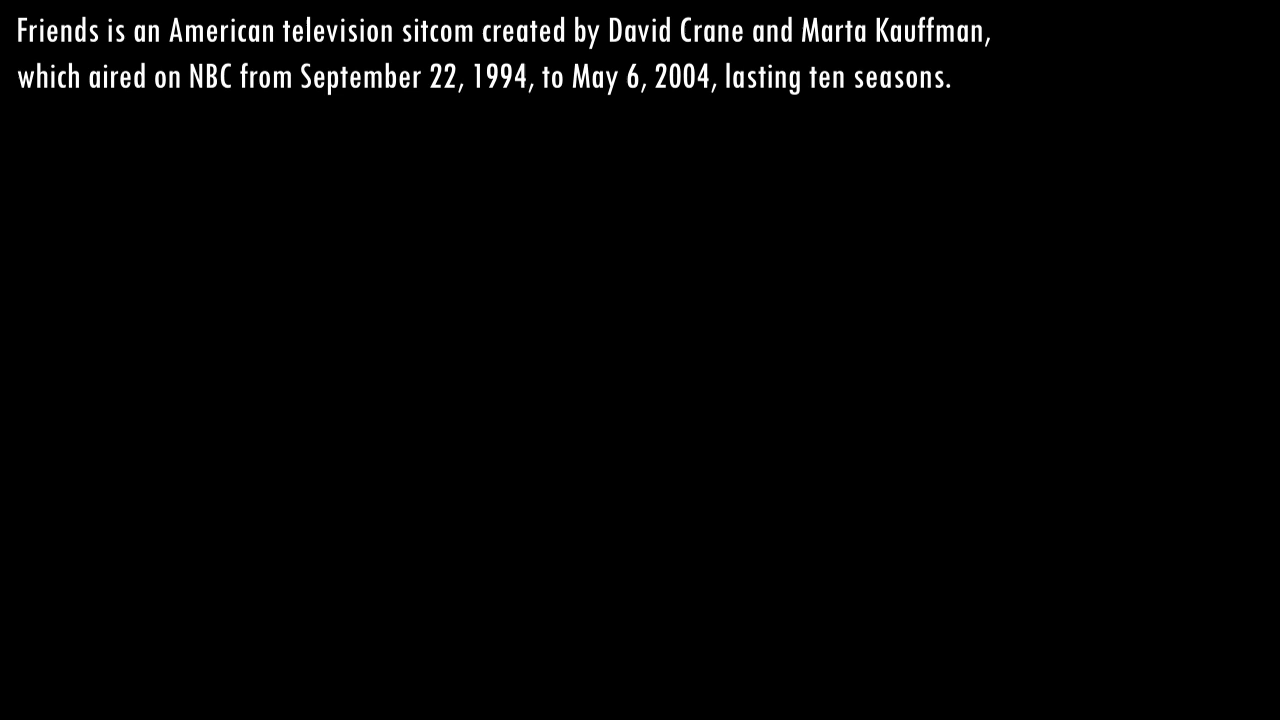 Friends is an American television sitcom created by David Crane and Marta Kauffman,
which aired on NBC from September 22, 1994, to May 6, 2004, lasting ten seasons.